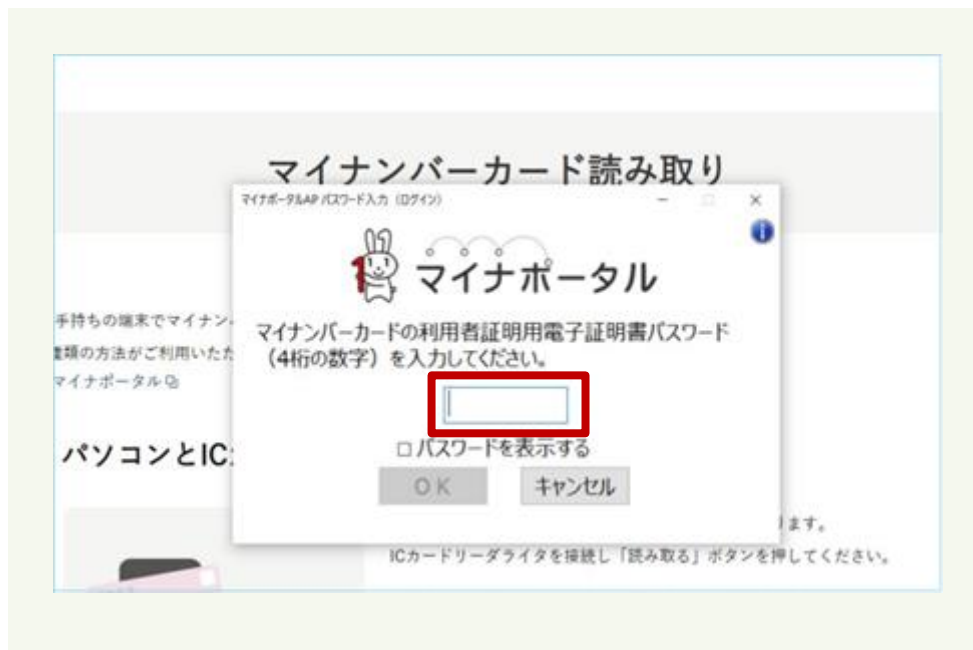 マイナンバーカード読み取り
マイナポータルAP パスワード入力（ログイン）
マイナポータル
手持ちの端末でマイナン
マイナンバーカードの利用者証明用電子証明書パスワード
種類の方法がご利用いただ
（4桁の数字）を入力してください。
マイナポータル
パソコンとIC
パスワードを表示する
OK
キャンセル
ります。
ICカードリーダライタを接続し「読み取る」ボタンを押してください。